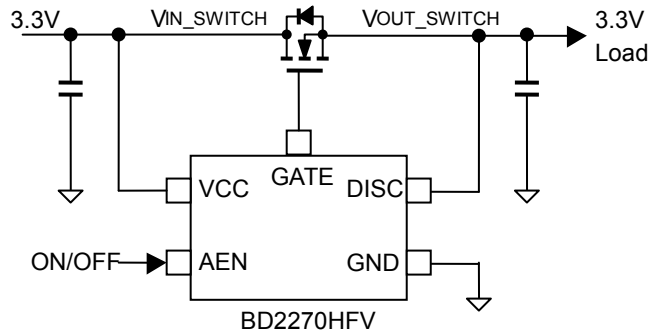 3.3V VIN_SWITCH VOUT_SWITCH 3.3V
Load
GATE
VCC DISC
ON/OFF AEN GND
BD2270HFV